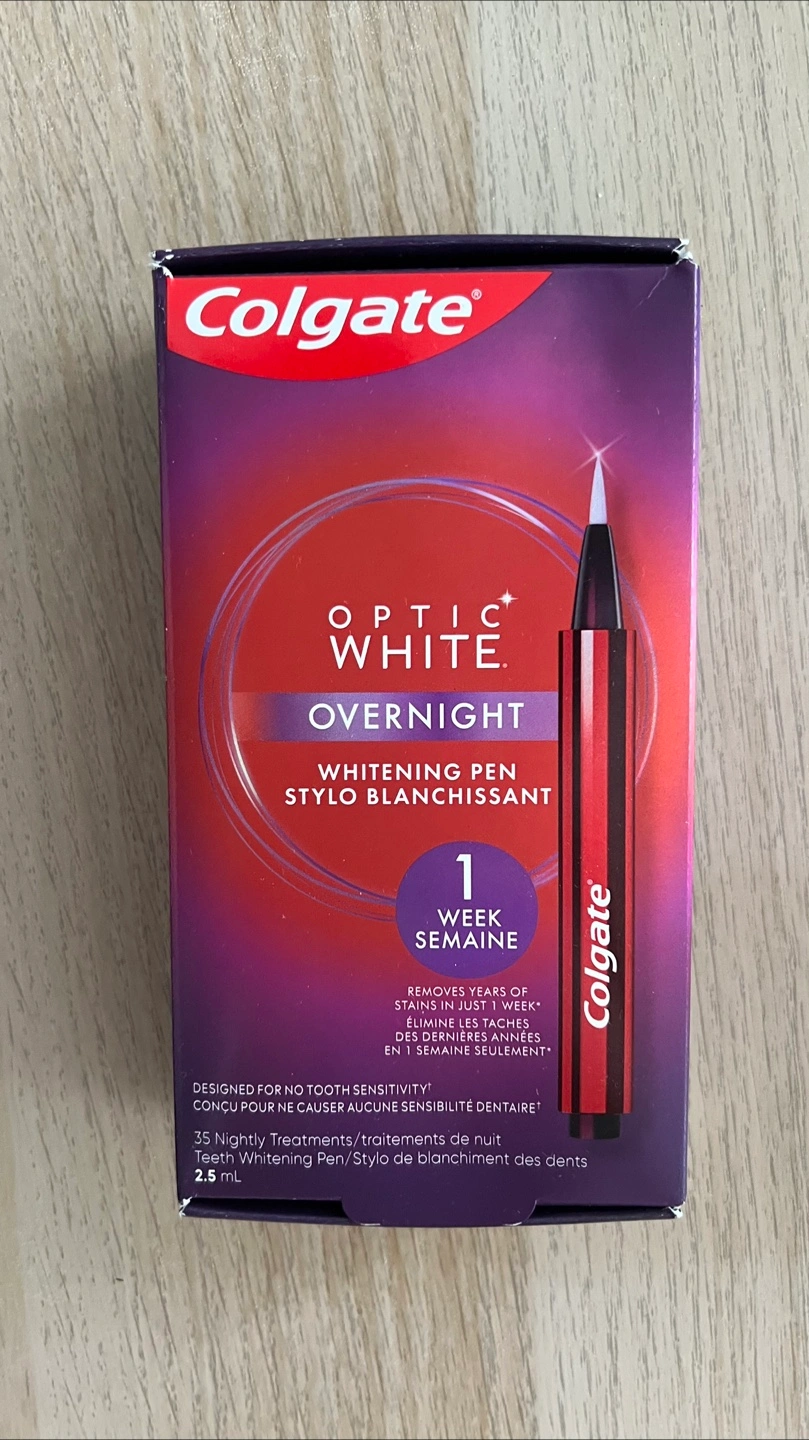 Colgate®
OPTIC
WHITE®
OVERNIGHT
WHITENING PEN
STYLO BLANCHISSANT
1
WEEK
SEMAINE
REMOVES YEARS OF
STAINS IN JUST 1 WEEK*
ÉLIMINE LES TACHES
DES DERNIÈRES ANNÉES
EN 1 SEMAINE SEULEMENT*
Colgate®
DESIGNED FOR NO TOOTH SENSITIVITY†
CONÇU POUR NE CAUSER AUCUNE SENSIBILITÉ DENTAIRE†
35 Nightly Treatments/traitements de nuit
Teeth Whitening Pen/Stylo de blanchiment des dents
2.5 mL